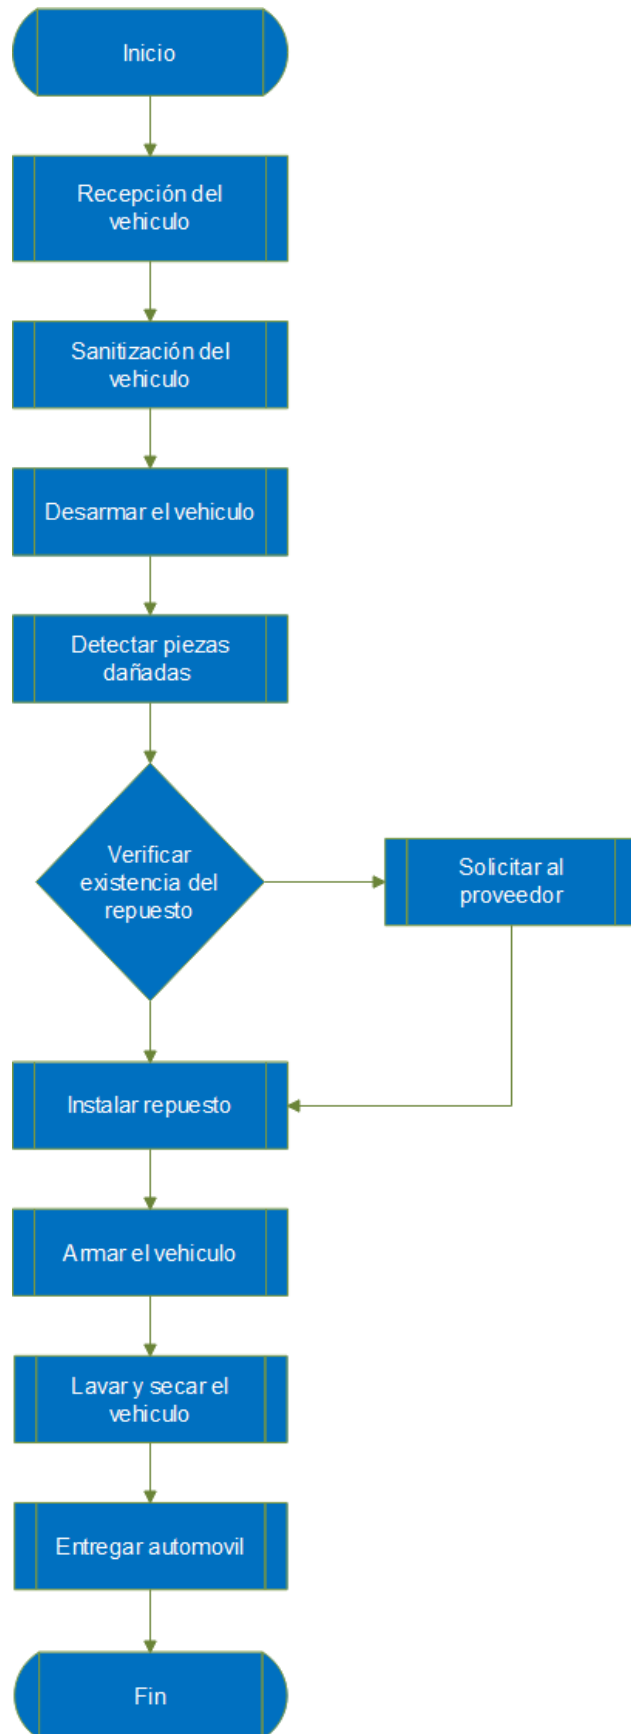 Inicio
Recepción del
vehiculo
Sanitización del
vehiculo
Desarmar el vehiculo
Detectar piezas
dañadas
Verificar
existencia del
repuesto
Solicitar al
proveedor
Instalar repuesto
Armar el vehiculo
Lavar y secar el
vehiculo
Entregar automovil
Fin